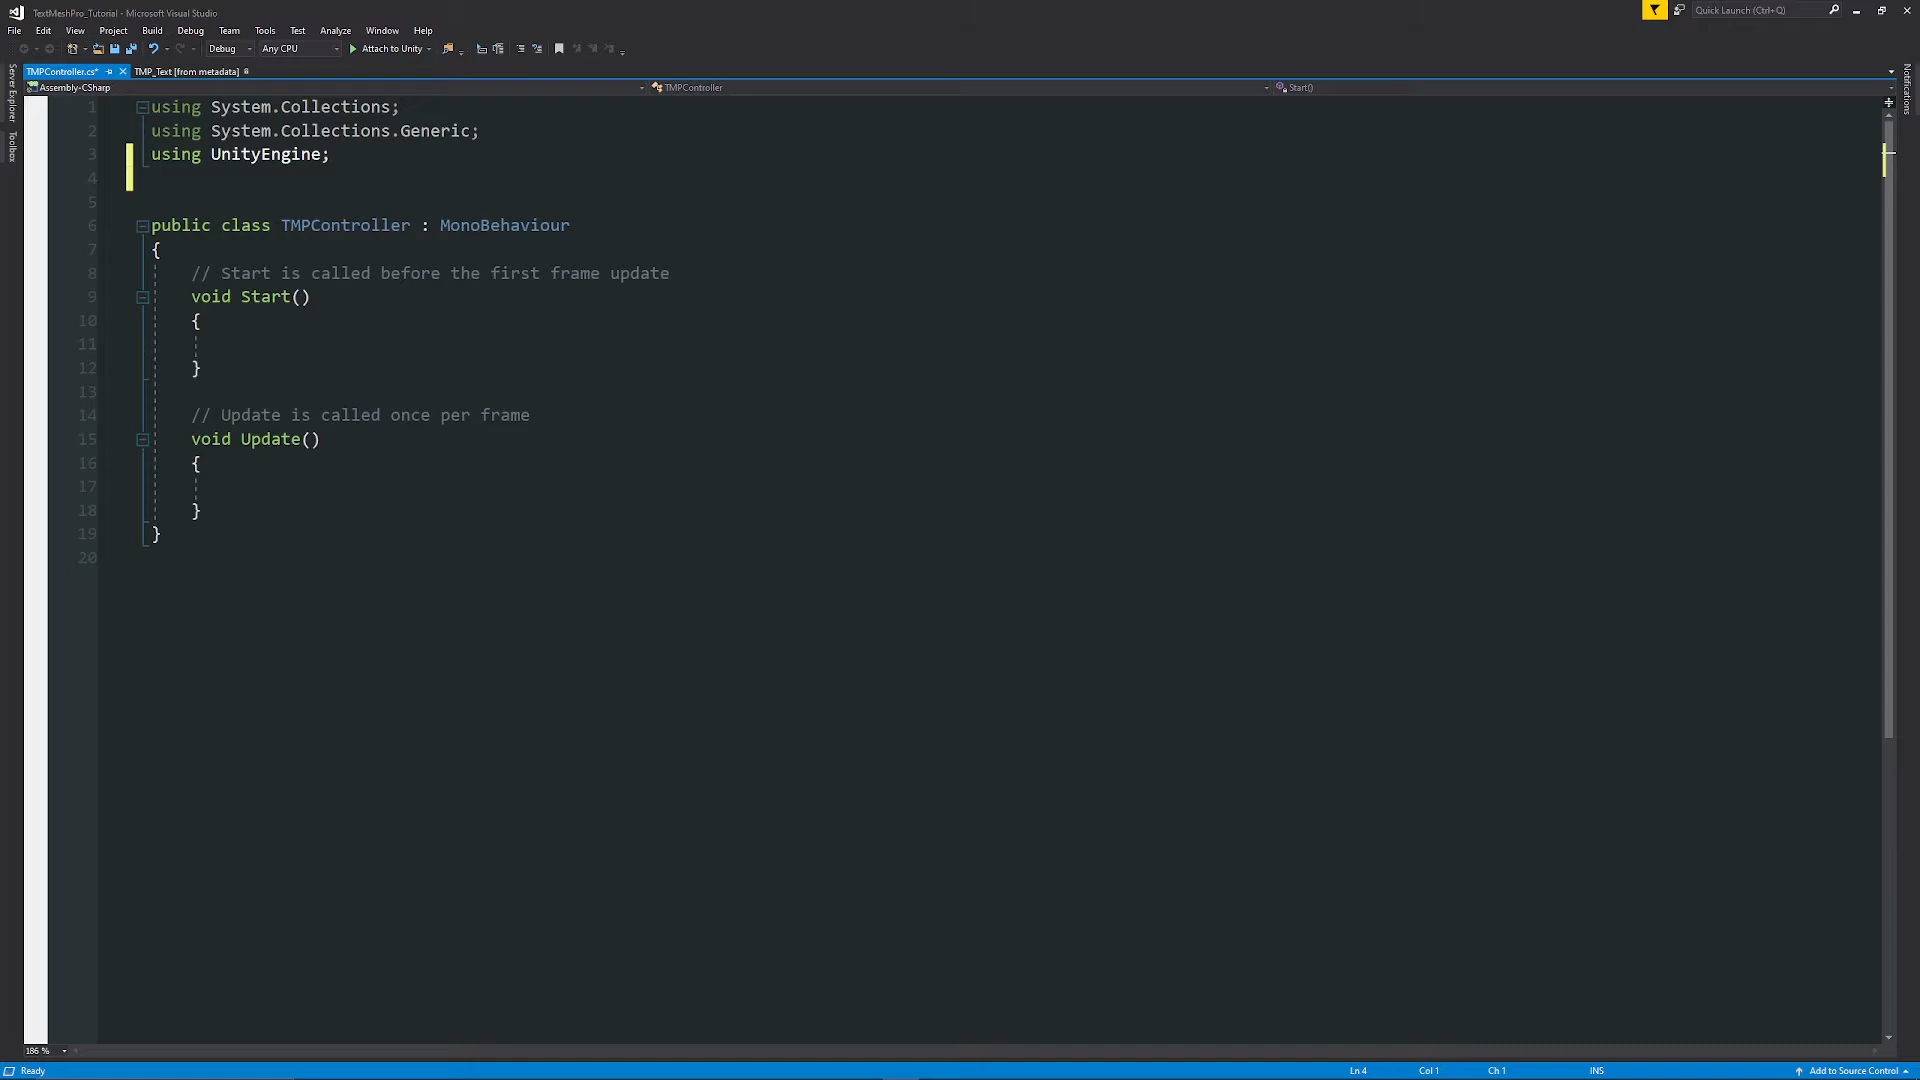 TextMeshPro_Tutorial - Microsoft Visual Studio
Quick Launch (Ctrl+Q)
File Edit View Project Build Debug Team Tools Test Analyze Window Help
Debug Any CPU Attach to Unity
TMPController.cs* TMP_Text [from metadata]
Assembly-CSharp TMPController Start()
Server Explorer
Toolbox
Notifications
1 using System.Collections;
2 using System.Collections.Generic;
3 using UnityEngine;
4
5
6 public class TMPController : MonoBehaviour
7 {
8 // Start is called before the first frame update
9 void Start()
10 {
11
12 }
13
14 // Update is called once per frame
15 void Update()
16 {
17
18 }
19 }
20
186 %
Ready Ln 4 Col 1 Ch 1 INS Add to Source Control